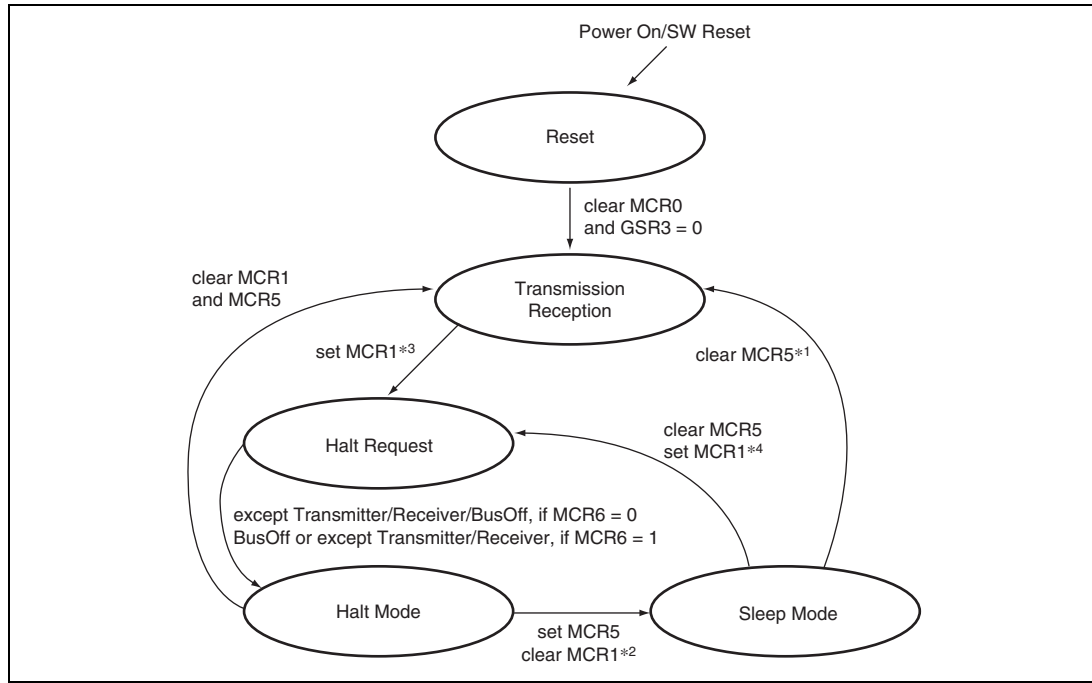 Power On/SW Reset
Reset
clear MCR0
and GSR3 = 0
clear MCR1
and MCR5
Transmission
Reception
set MCR1*3
clear MCR5*1
Halt Request
clear MCR5
set MCR1*4
except Transmitter/Receiver/BusOff, if MCR6 = 0
BusOff or except Transmitter/Receiver, if MCR6 = 1
Halt Mode
Sleep Mode
set MCR5
clear MCR1*2